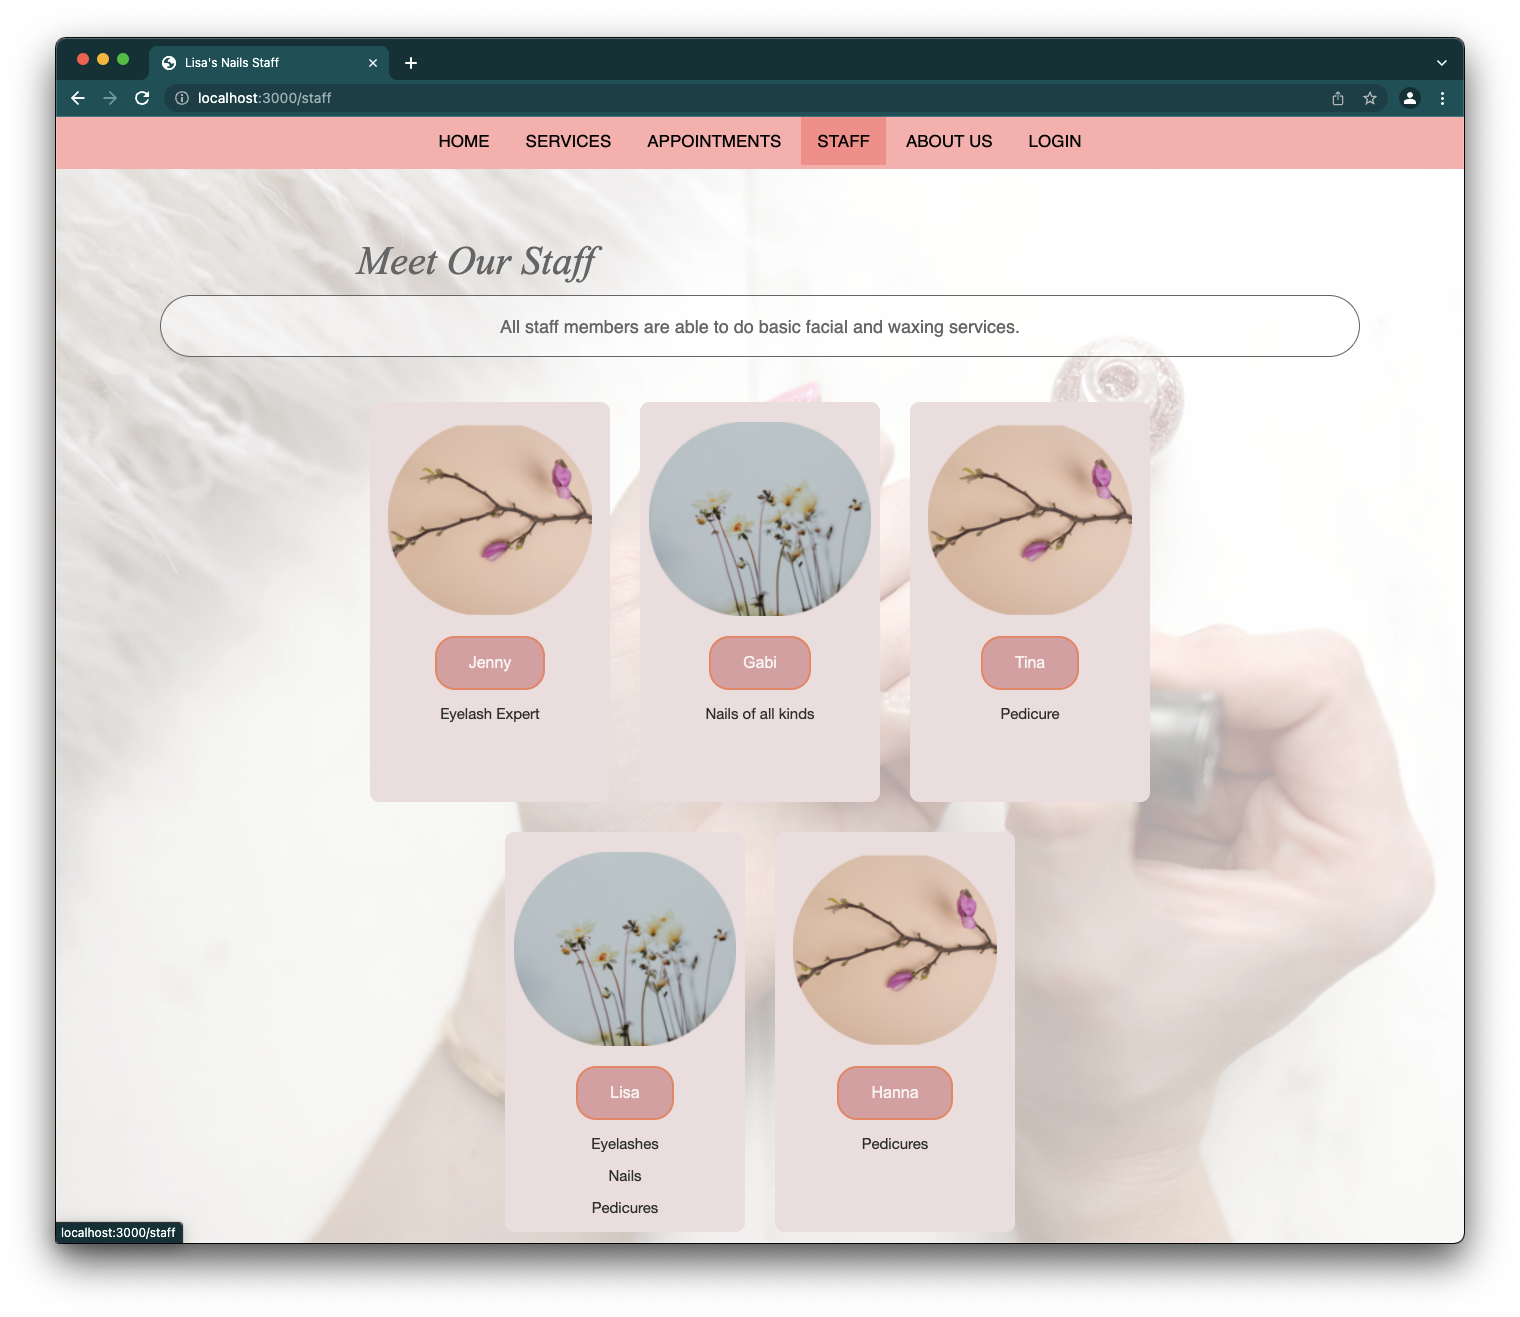 Lisa's Nails Staff
localhost:3000/staff
HOME SERVICES APPOINTMENTS STAFF ABOUT US LOGIN
Meet Our Staff
All staff members are able to do basic facial and waxing services.
Jenny Gabi Tina
Eyelash Expert Nails of all kinds Pedicure
Lisa Hanna
Eyelashes Pedicures
Nails
Pedicures
localhost:3000/staff